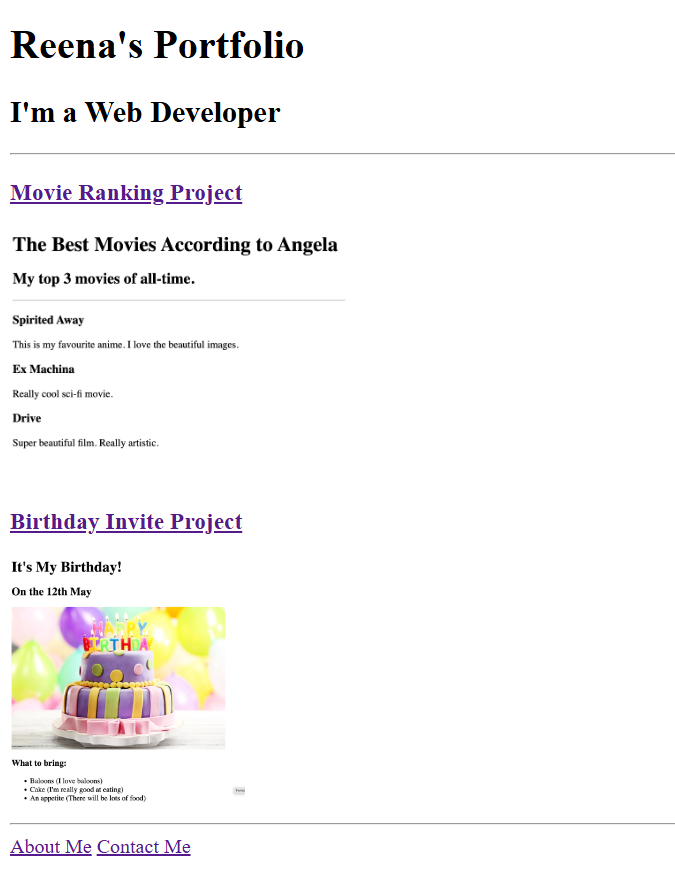 Reena's Portfolio
I'm a Web Developer
Movie Ranking Project
The Best Movies According to Angela
My top 3 movies of all-time.
Spirited Away
This is my favourite anime. I love the beautiful images.
Ex Machina
Really cool sci-fi movie.
Drive
Super beautiful film. Really artistic.
Birthday Invite Project
It's My Birthday!
On the 12th May
HAPPY
BIRTHDAY
What to bring:
• Baloons (I love baloons)
• Cake (I'm really good at eating)
• An appetite (There will be lots of food)
About Me Contact Me